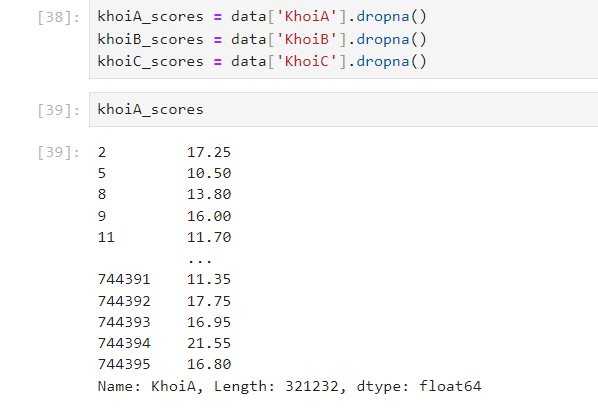 [38]: khoiA_scores = data['KhoiA'].dropna()
khoiB_scores = data['KhoiB'].dropna()
khoiC_scores = data['KhoiC'].dropna()
[39]: khoiA_scores
[39]: 2 17.25
5 10.50
8 13.80
9 16.00
11 11.70
...
744391 11.35
744392 17.75
744393 16.95
744394 21.55
744395 16.80
Name: KhoiA, Length: 321232, dtype: float64